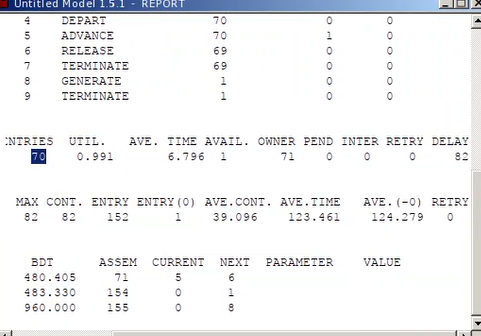 Untitled Model 1.5.1 - REPORT
4 DEPART 70 0 0
5 ADVANCE 70 1 0
6 RELEASE 69 0 0
7 TERMINATE 69 0 0
8 GENERATE 1 0 0
9 TERMINATE 1 0 0
NTRIES UTIL. AVE. TIME AVAIL. OWNER PEND INTER RETRY DELAY
70 0.991 6.796 1 71 0 0 0 82
MAX CONT. ENTRY ENTRY(0) AVE.CONT. AVE.TIME AVE.(-0) RETRY
82 82 152 1 39.096 123.461 124.279 0
BDT ASSEM CURRENT NEXT PARAMETER VALUE
480.405 71 5 6
483.330 154 0 1
960.000 155 0 8